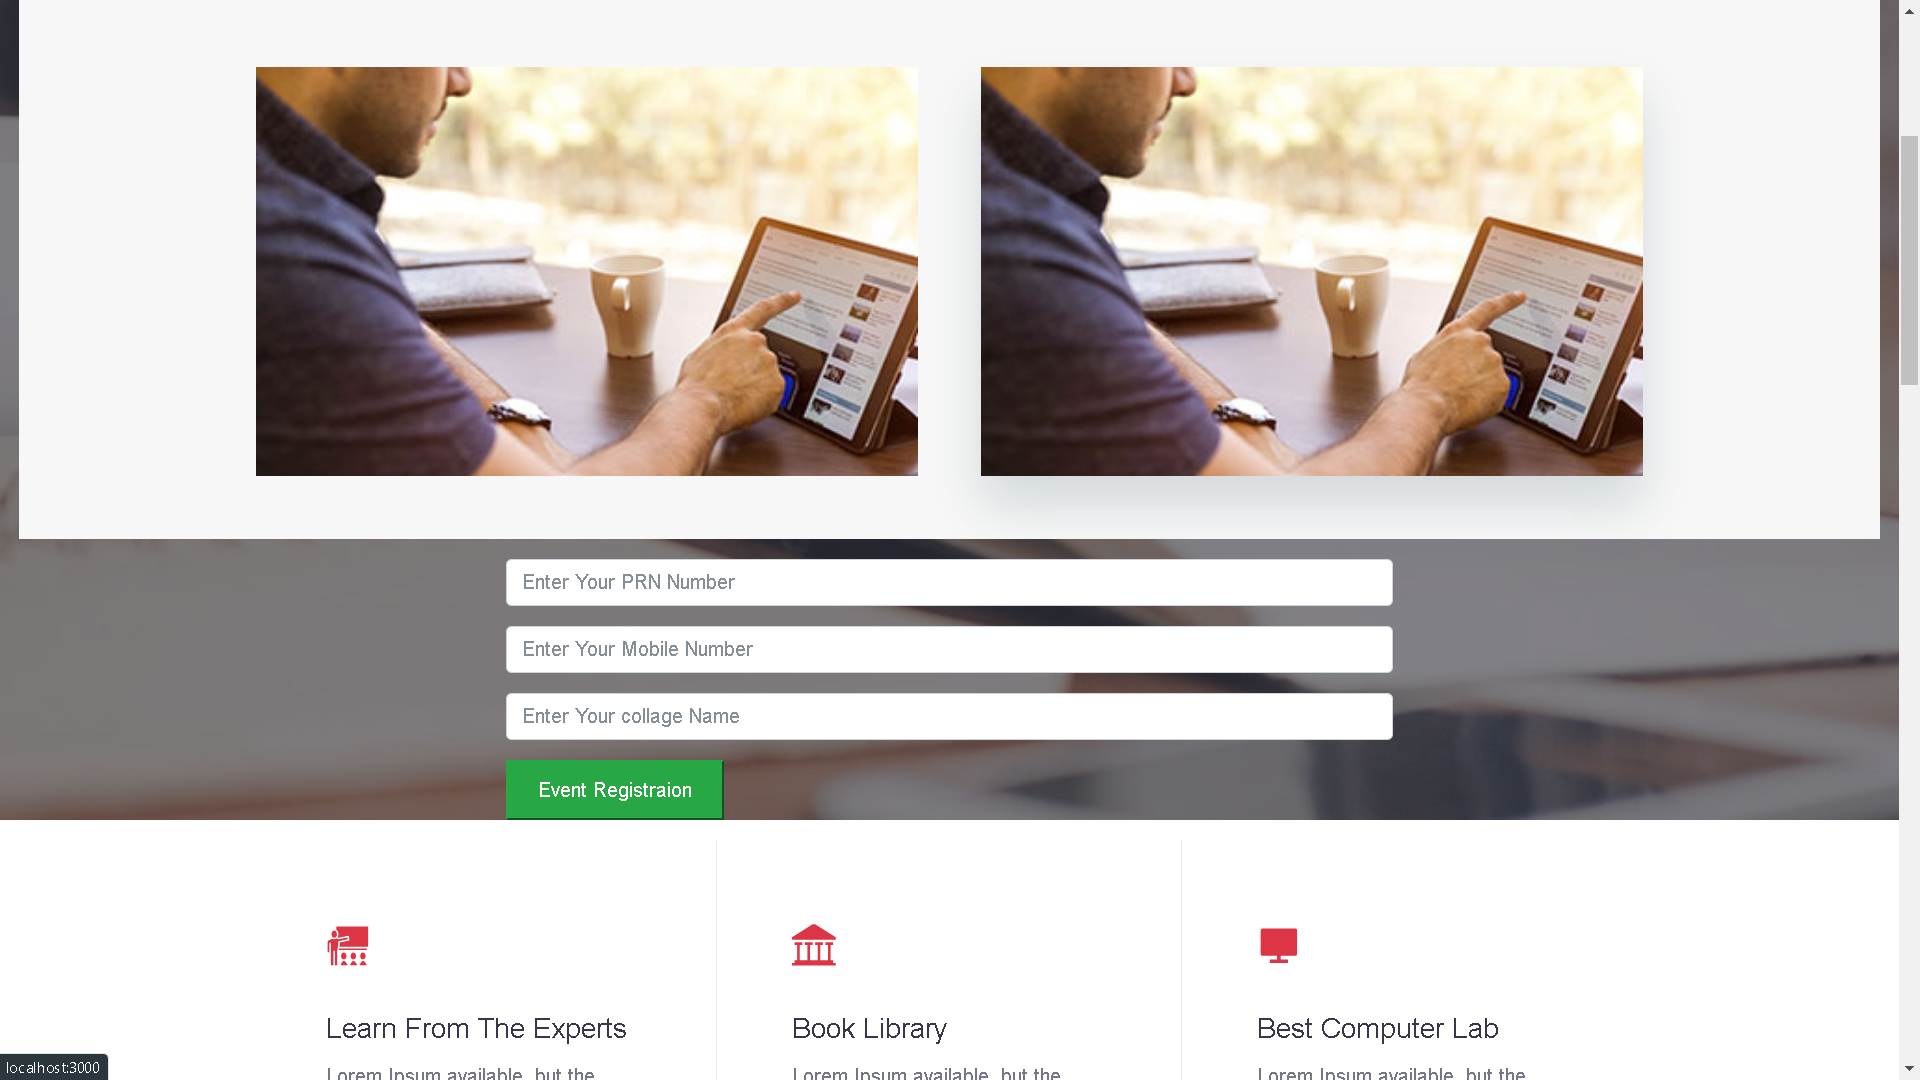 Enter Your PRN Number
Enter Your Mobile Number
Enter Your collage Name
Event Registraion
Learn From The Experts
Book Library
Best Computer Lab
Lorem Ipsum available, but the
Lorem Ipsum available, but the
Lorem Ipsum available, but the
localhost:3000